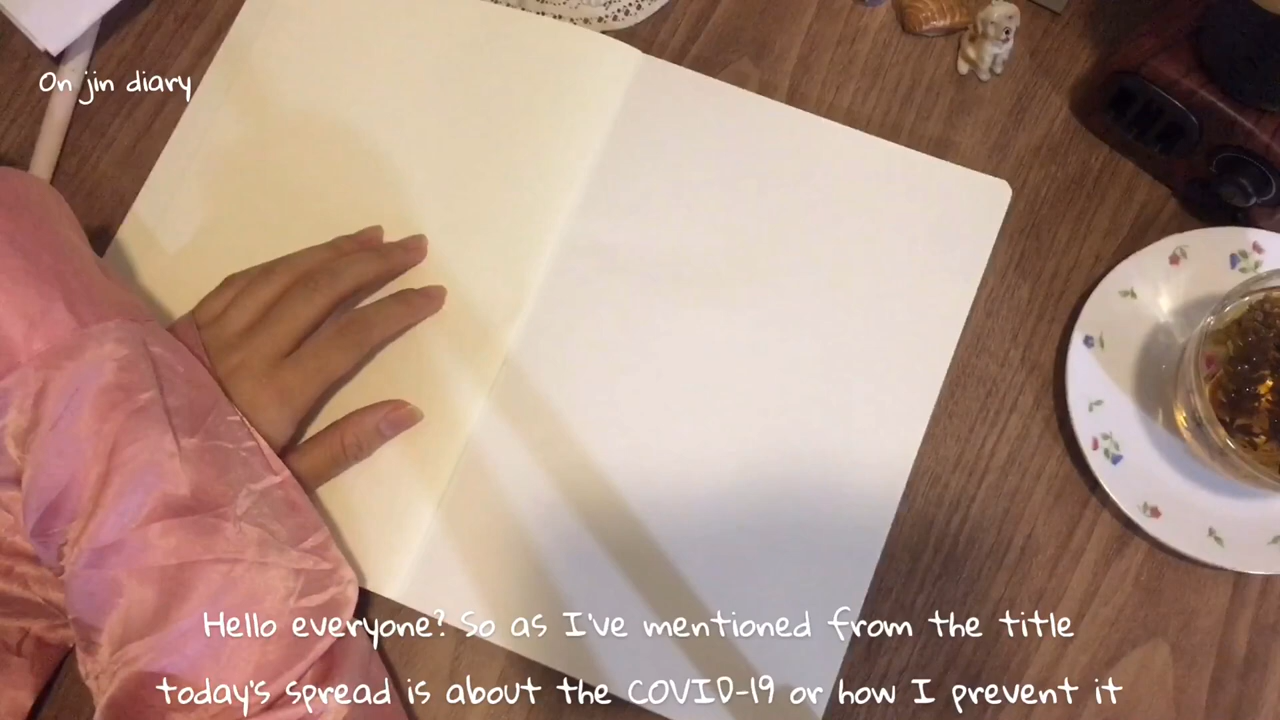 On jin diary
Hello everyone? So as I've mentioned from the title
today's spread is about the COVID-19 or how I prevent it